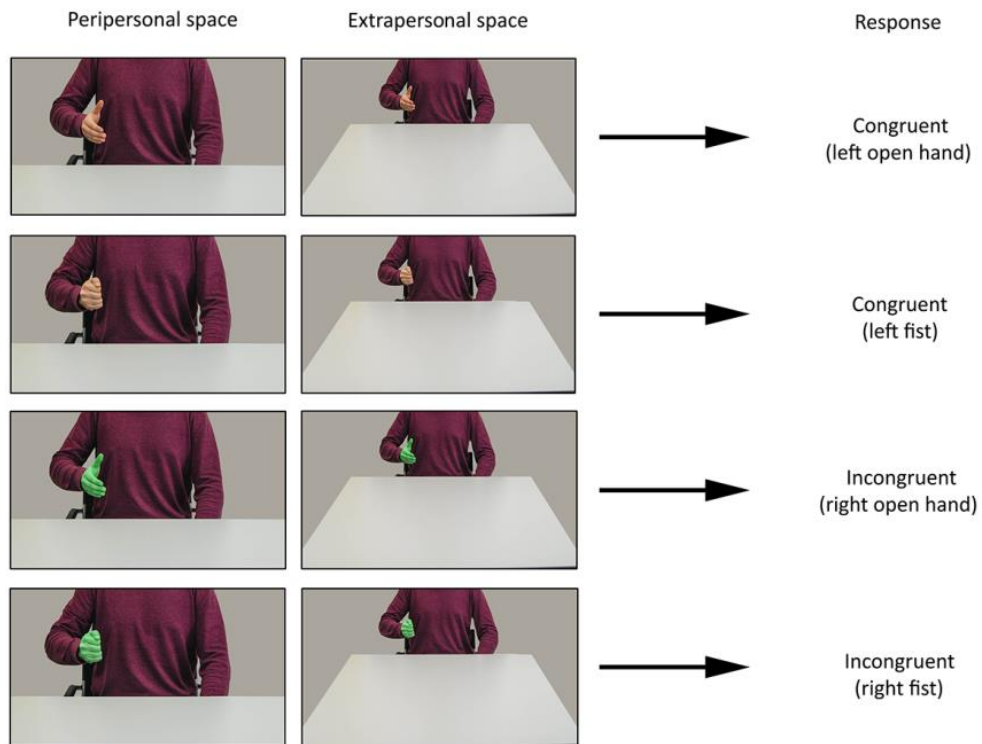 Peripersonal space
Extrapersonal space
Response
Congruent
(left open hand)
Congruent
(left fist)
Incongruent
(right open hand)
Incongruent
(right fist)